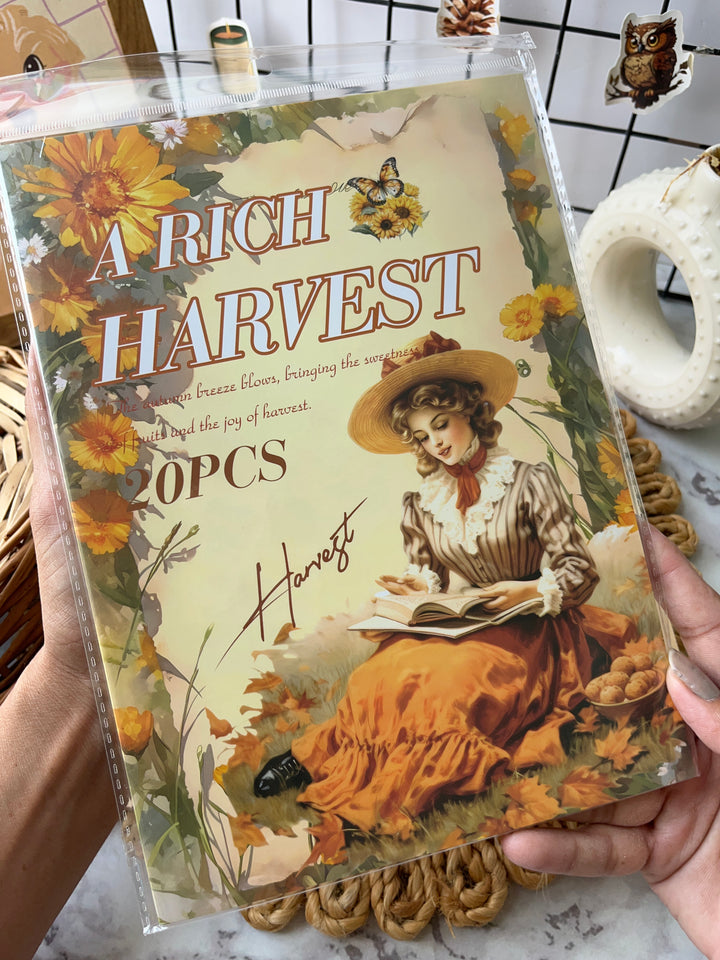 A RICH
HARVEST
The autumn breeze blows, bringing the sweetness
fruits and the joy of harvest.
20PCS
Harvest